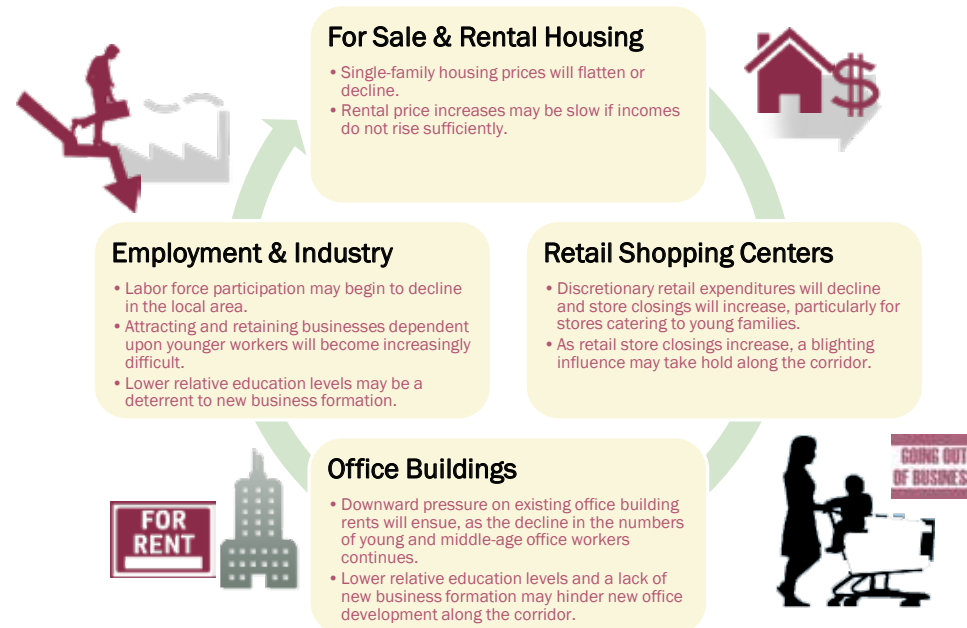 For Sale & Rental Housing
• Single-family housing prices will flatten or
decline.
• Rental price increases may be slow if incomes
do not rise sufficiently.
Employment & Industry
• Labor force participation may begin to decline
in the local area.
• Attracting and retaining businesses dependent
upon younger workers will become increasingly
difficult.
• Lower relative education levels may be a
deterrent to new business formation.
Retail Shopping Centers
• Discretionary retail expenditures will decline
and store closings will increase, particularly for
stores catering to young families.
• As retail store closings increase, a blighting
influence may take hold along the corridor.
Office Buildings
• Downward pressure on existing office building
rents will ensue, as the decline in the numbers
of young and middle-age office workers
continues.
• Lower relative education levels and a lack of
new business formation may hinder new office
development along the corridor.
FOR
RENT
GOING OUT
OF BUSINES
$